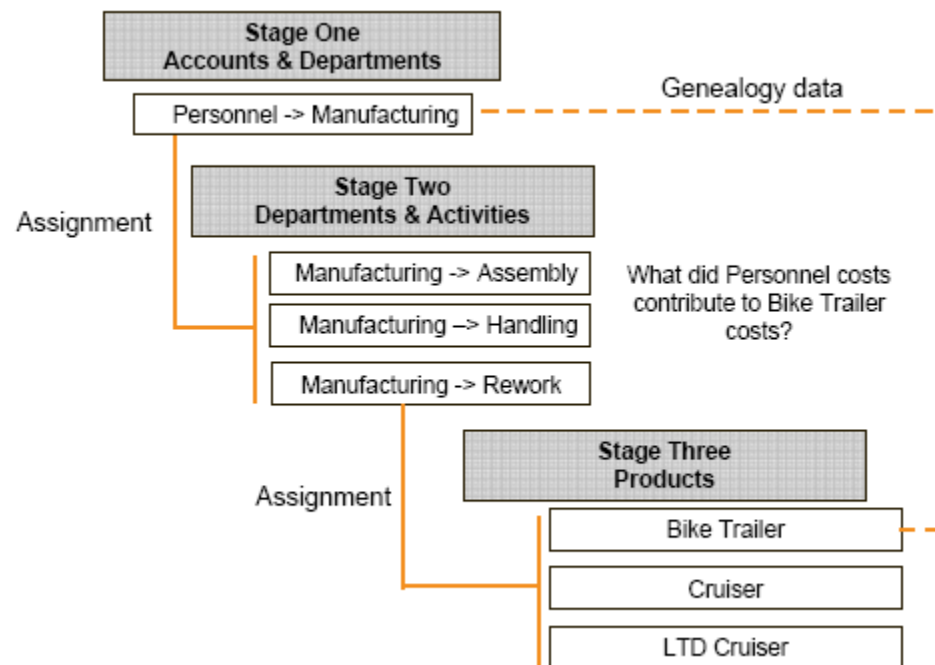 Stage One
Accounts & Departments
Genealogy data
Personnel -> Manufacturing
Stage Two
Departments & Activities
Assignment
Manufacturing -> Assembly
Manufacturing –> Handling
Manufacturing -> Rework
What did Personnel costs
contribute to Bike Trailer
costs?
Stage Three
Products
Assignment
Bike Trailer
Cruiser
LTD Cruiser